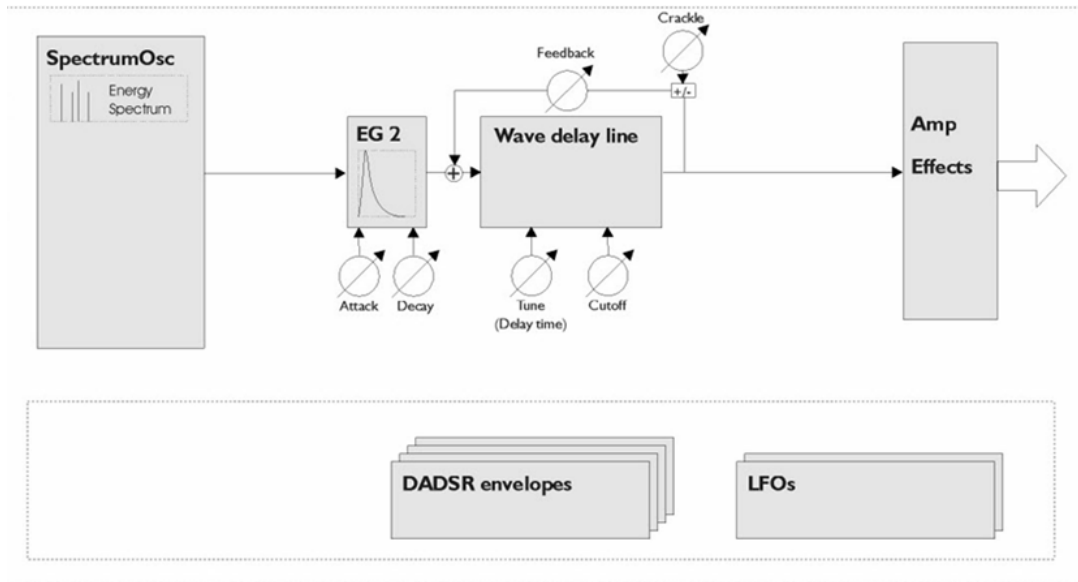 Crackle
SpectrumOsc
Energy
Spectrum
Feedback
+/-
EG 2
Wave delay line
Amp
Effects
+
Attack
Decay
Tune
(Delay time)
Cutoff
DADSR envelopes
LFOs